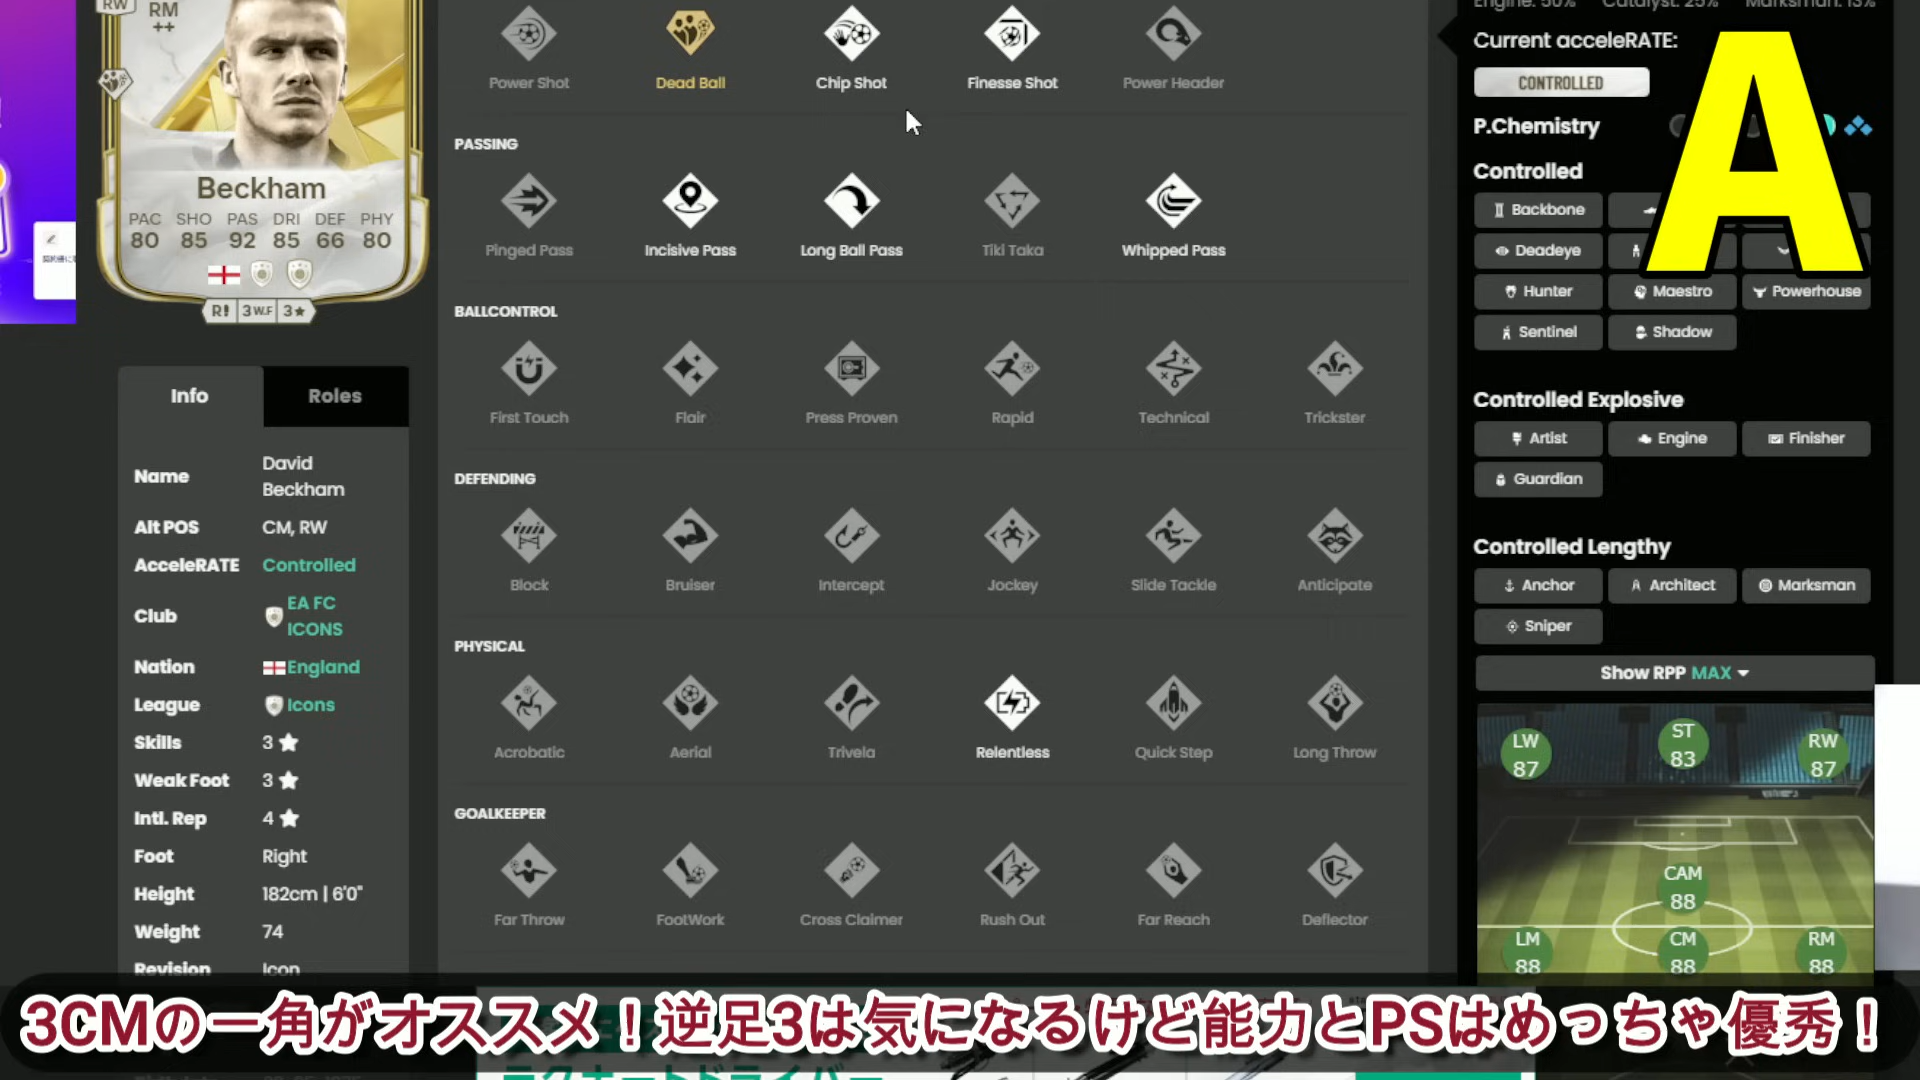 RW
RM
++
Beckham
PAC SHO PAS DRI DEF PHY
80 85 92 85 66 80
R 3 W.F 3★
Info
Roles
Name
David Beckham
Alt POS
CM, RW
AcceleRATE
Controlled
Club
EA FC ICONS
Nation
England
League
Icons
Skills
3
Weak Foot
3
Intl. Rep
4
Foot
Right
Height
182cm | 6'0"
Weight
74
Revision
Icon
Power Shot
Dead Ball
Chip Shot
Finesse Shot
Power Header
PASSING
Pinged Pass
Incisive Pass
Long Ball Pass
Tiki Taka
Whipped Pass
BALLCONTROL
First Touch
Flair
Press Proven
Rapid
Technical
Trickster
DEFENDING
Block
Bruiser
Intercept
Jockey
Slide Tackle
Anticipate
PHYSICAL
Acrobatic
Aerial
Trivela
Relentless
Quick Step
Long Throw
GOALKEEPER
Far Throw
FootWork
Cross Claimer
Rush Out
Far Reach
Deflector
Engine: 50% Catalyst: 25% Marksman: 13%
Current acceleRATE:
CONTROLLED
P.Chemistry
A
Controlled
Backbone
Deadeye
Hunter
Maestro
Powerhouse
Sentinel
Shadow
Controlled Explosive
Artist
Engine
Finisher
Guardian
Controlled Lengthy
Anchor
Architect
Marksman
Sniper
Show RPP MAX
LW
87
ST
83
RW
87
CAM
88
LM
88
CM
88
RM
88
3CMの一角がオススメ！逆足3は気になるけど能力とPSはめっちゃ優秀！